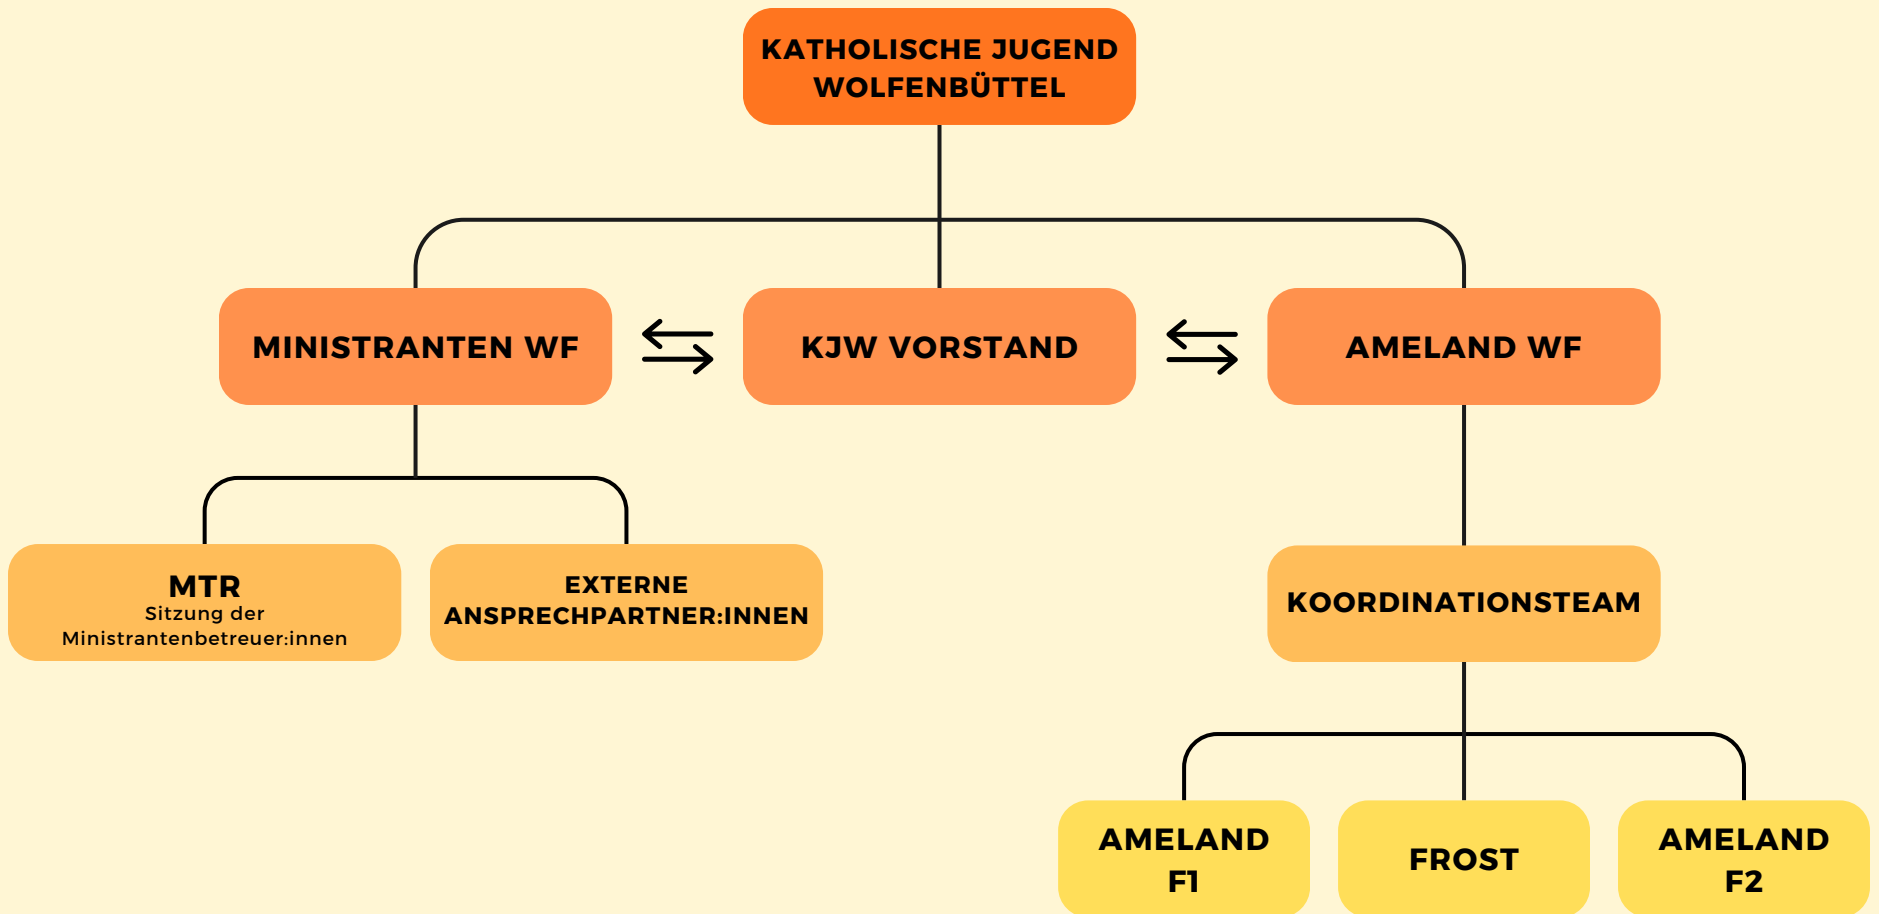 KATHOLISCHE JUGEND
WOLFENBÜTTEL
MINISTRANTEN WF
KJW VORSTAND
AMELAND WF
MTR
Sitzung der
Ministrantenbetreuer:innen
EXTERNE
ANSPRECHPARTNER:INNEN
KOORDINATIONSTEAM
AMELAND
F1
FROST
AMELAND
F2